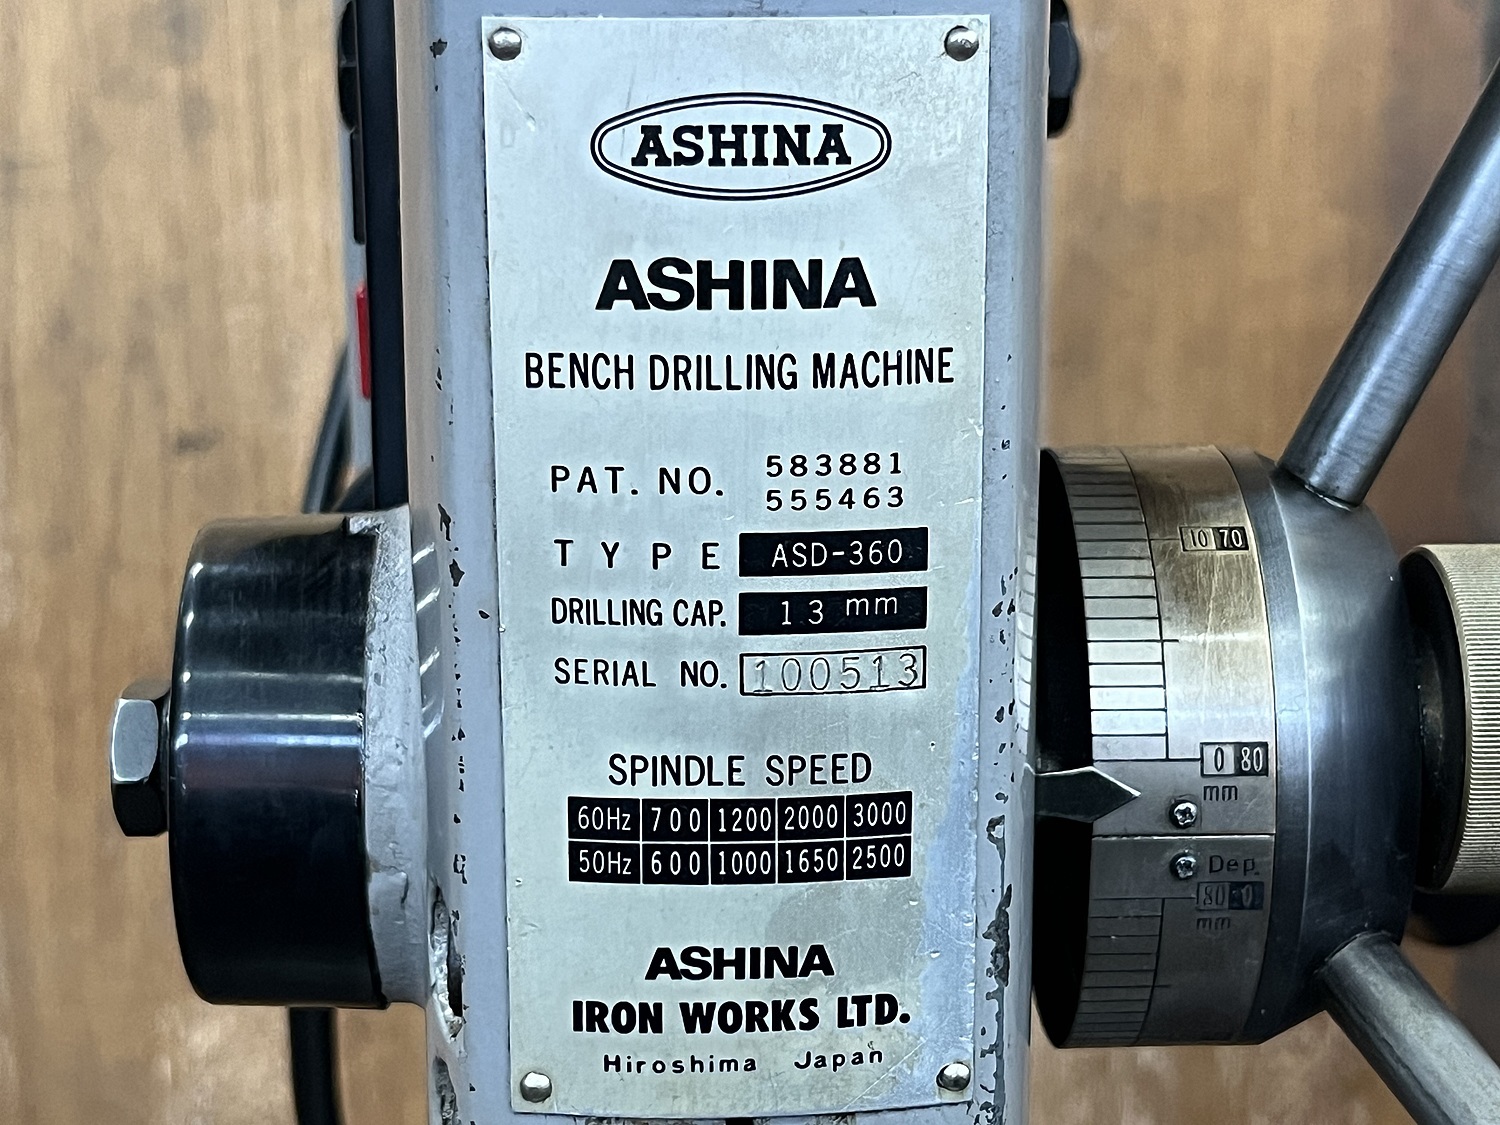 ASHINA
ASHINA
BENCH DRILLING MACHINE
PAT. NO. 583881
555463
TYPE ASD-360
DRILLING CAP. 13 mm
SERIAL NO. 100513
SPINDLE SPEED
60Hz 700 1200 2000 3000
50Hz 600 1000 1650 2500
ASHINA
IRON WORKS LTD.
Hiroshima Japan
10 70
0 80
mm
Dep.
80 0
mm